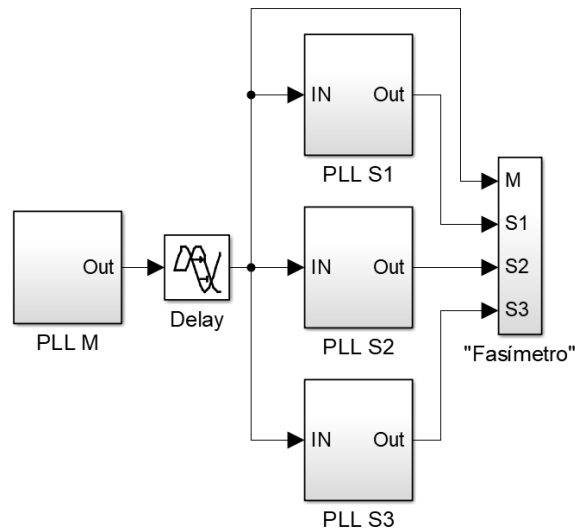 IN Out
PLL S1
M
S1
S2
S3
"Fasímetro"
Out
PLL M
Delay
IN Out
PLL S2
IN Out
PLL S3